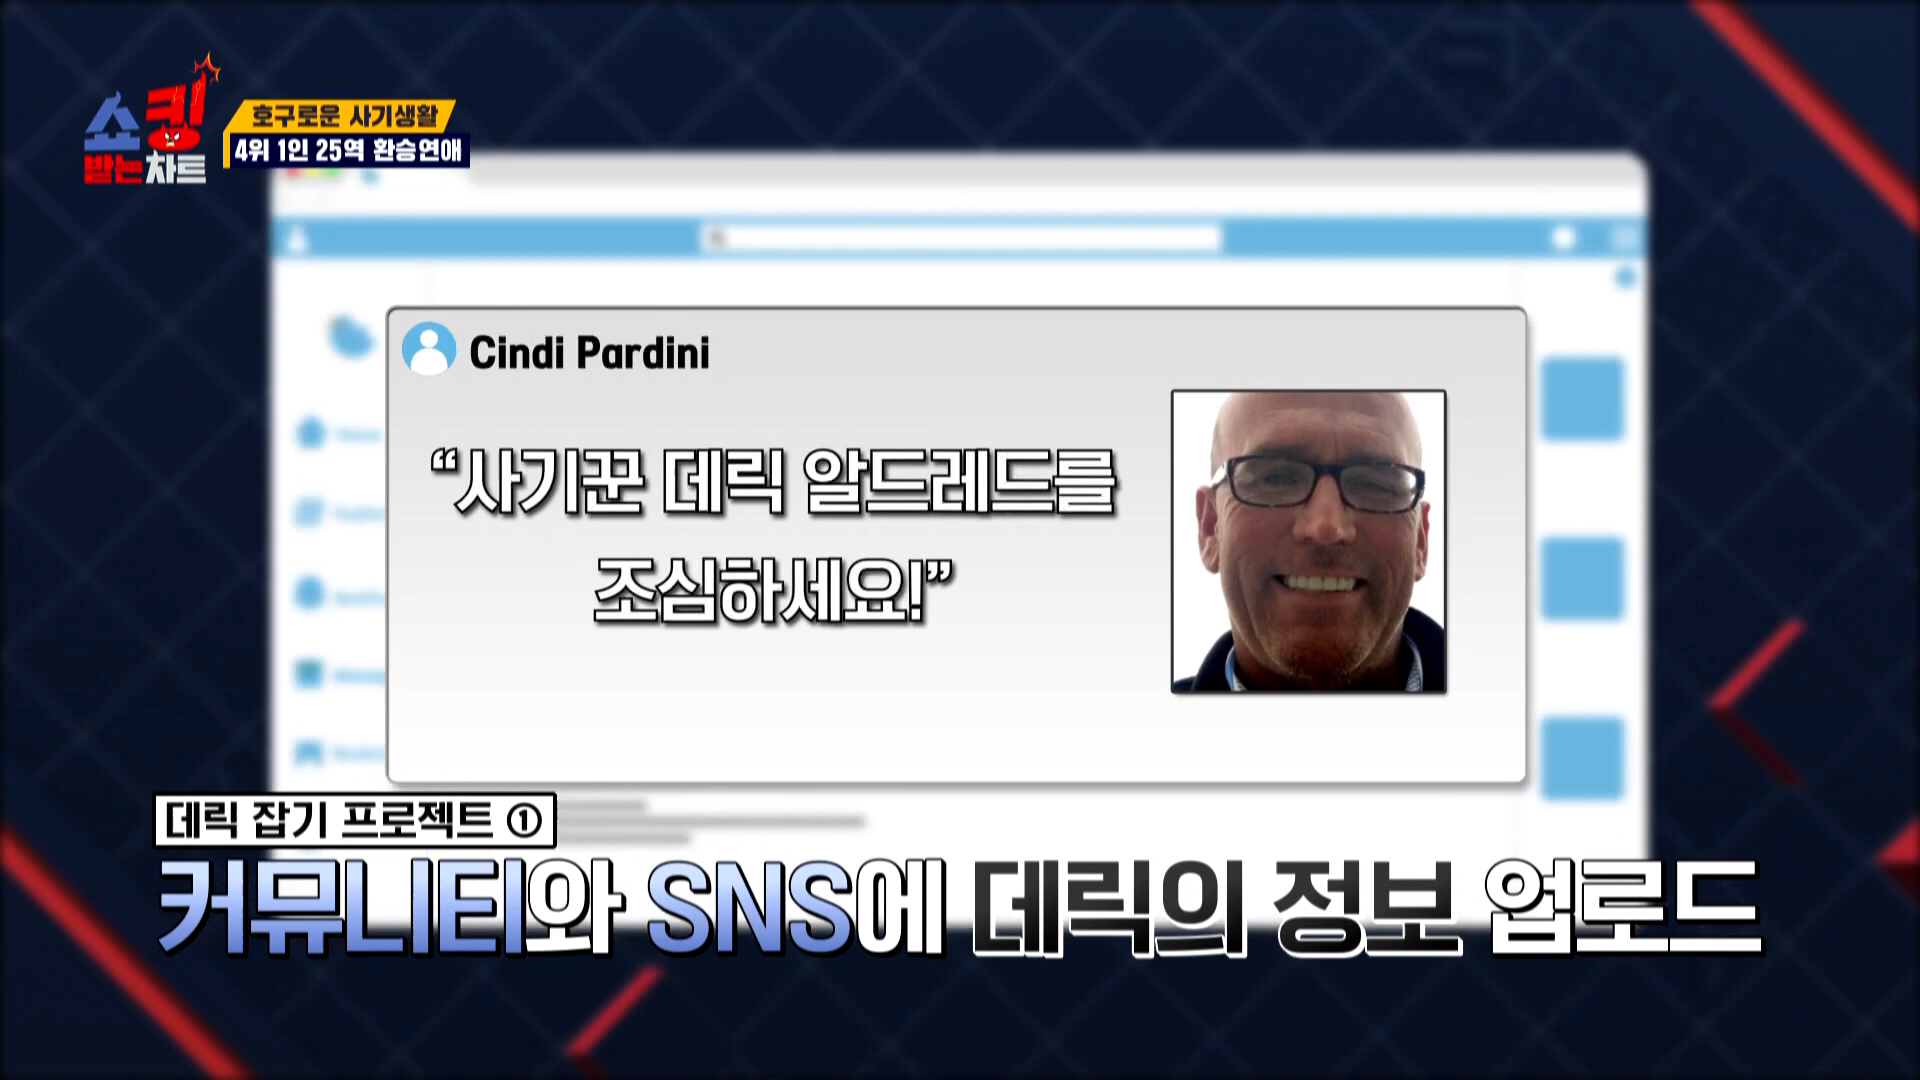 쇼킹
받는차트
호구로운 사기생활
4위 1인 25역 환승연애
Cindi Pardini
“사기꾼 데릭 알드레드를
조심하세요!”
데릭 잡기 프로젝트 ①
커뮤니티와 SNS에 데릭의 정보 업로드